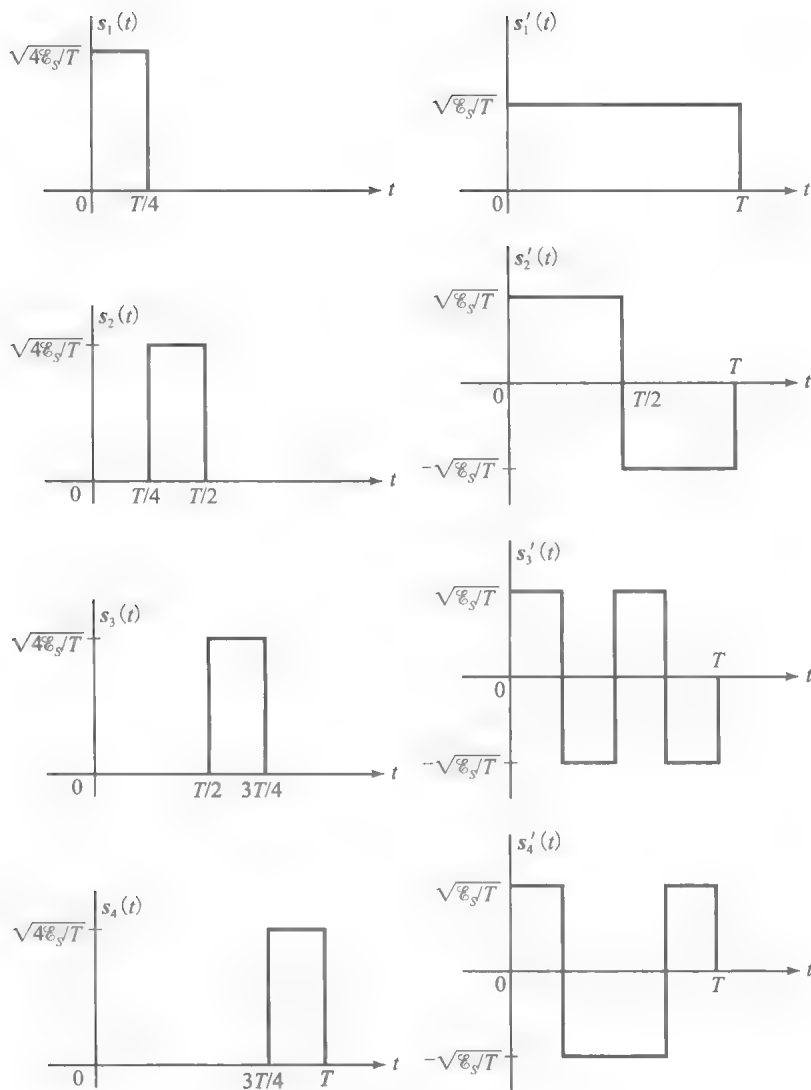 s₁(t)
√4ℰₛ/T
0 T/4 t
s₁′(t)
√ℰₛ/T
0 T t
s₂(t)
√4ℰₛ/T
0 T/4 T/2 t
s₂′(t)
√ℰₛ/T
T
0 T/2 t
−√ℰₛ/T
s₃(t)
√4ℰₛ/T
0 T/2 3T/4 t
s₃′(t)
√ℰₛ/T
T
0 t
−√ℰₛ/T
s₄(t)
√4ℰₛ/T
0 3T/4 T t
s₄′(t)
√ℰₛ/T
0 T t
−√ℰₛ/T